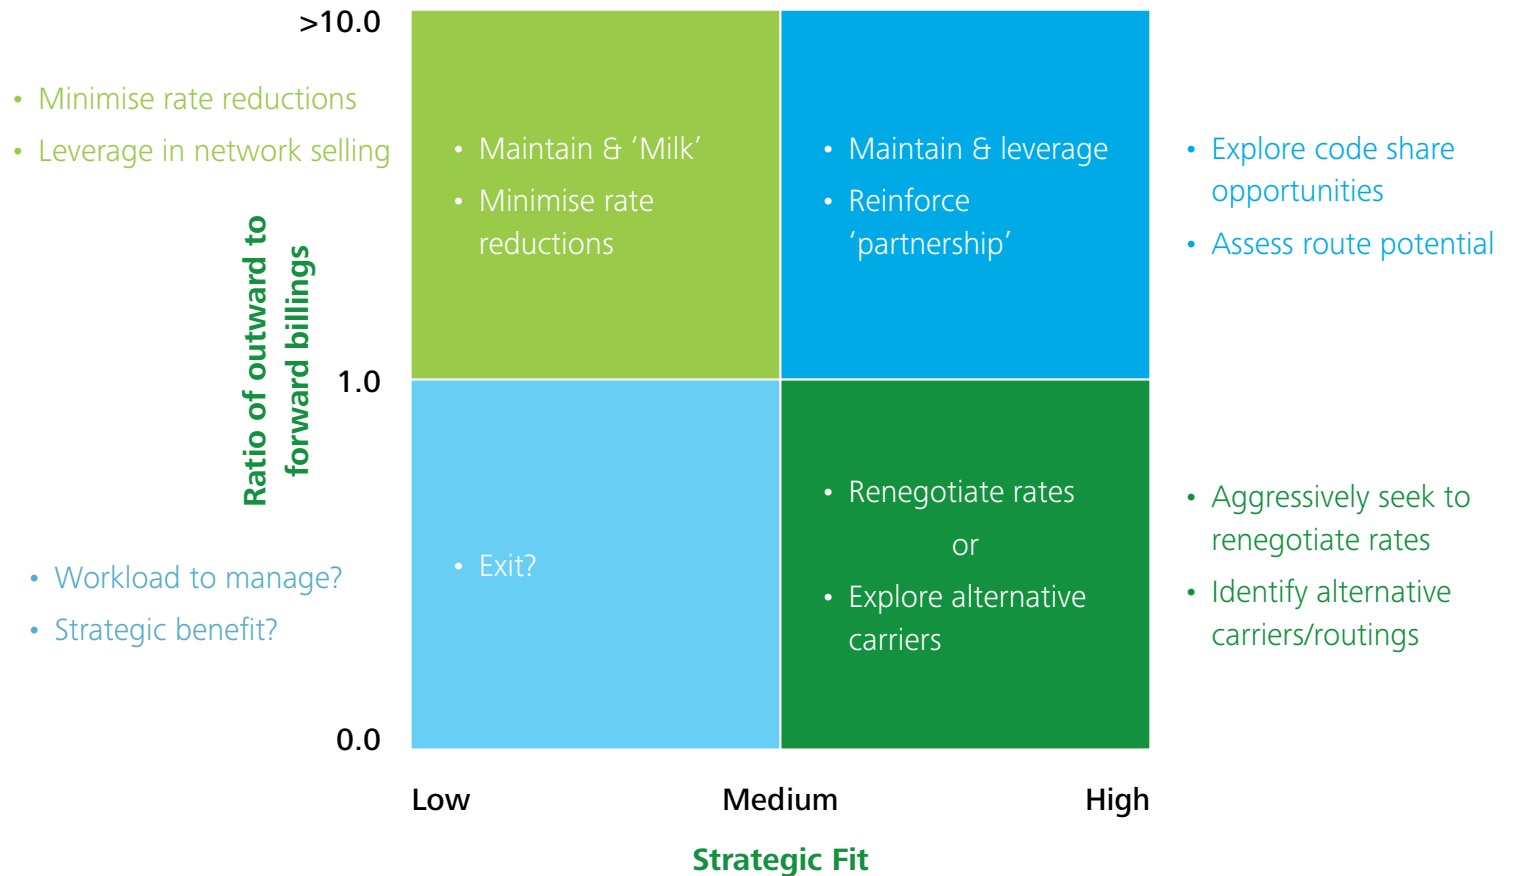 >10.0
• Minimise rate reductions
• Leverage in network selling
• Maintain & ‘Milk’
• Minimise rate
reductions
• Maintain & leverage
• Reinforce
‘partnership’
• Explore code share
opportunities
• Assess route potential
Ratio of outward to
forward billings
1.0
• Workload to manage?
• Strategic benefit?
• Exit?
• Renegotiate rates
or
• Explore alternative
carriers
• Aggressively seek to
renegotiate rates
• Identify alternative
carriers/routings
0.0
Low
Medium
High
Strategic Fit